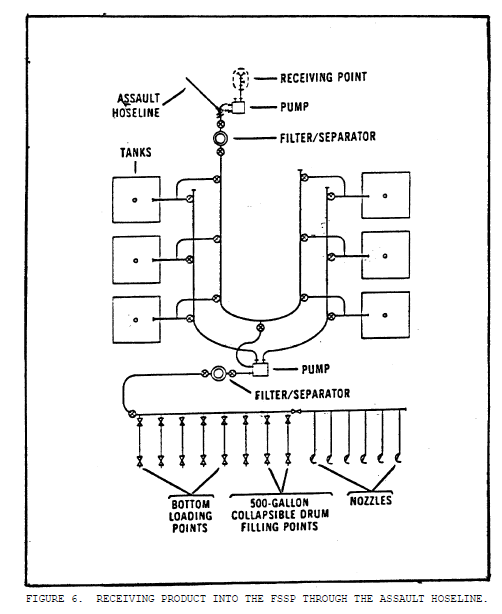 RECEIVING POINT
ASSAULT
HOSELINE
PUMP
FILTER/SEPARATOR
TANKS
PUMP
FILTER/SEPARATOR
BOTTOM
LOADING
POINTS
500-GALLON
COLLAPSIBLE DRUM
FILLING POINTS
NOZZLES
FIGURE 6. RECEIVING PRODUCT INTO THE FSSP THROUGH THE ASSAULT HOSELINE.